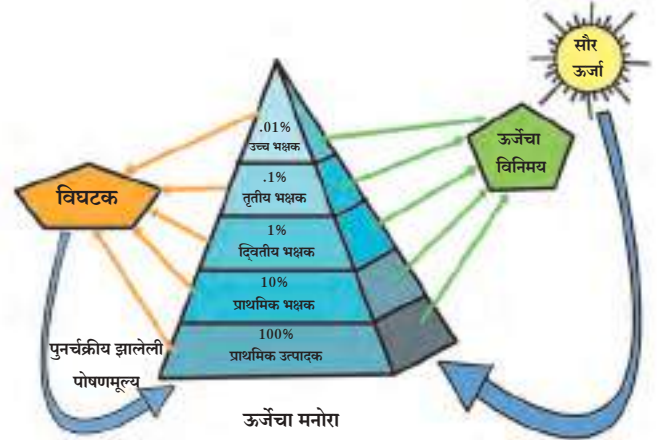 सौर
ऊर्जा
.01%
उच्च भक्षक
ऊर्जेचा
विनिमय
.1%
तृतीय भक्षक
विघटक
1%
द्वितीय भक्षक
10%
प्राथमिक भक्षक
100%
प्राथमिक उत्पादक
पुनर्चक्रीय झालेली
पोषणमूल्य
ऊर्जेचा मनोरा